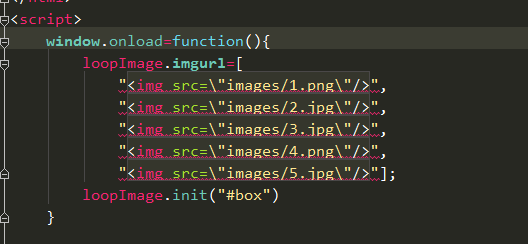 <script>
window.onload=function(){
loopImage.imgurl=[
"<img src=\"images/1.png\"/>",
"<img src=\"images/2.jpg\"/>",
"<img src=\"images/3.jpg\"/>",
"<img src=\"images/4.png\"/>",
"<img src=\"images/5.jpg\"/>"];
loopImage.init("#box")
}